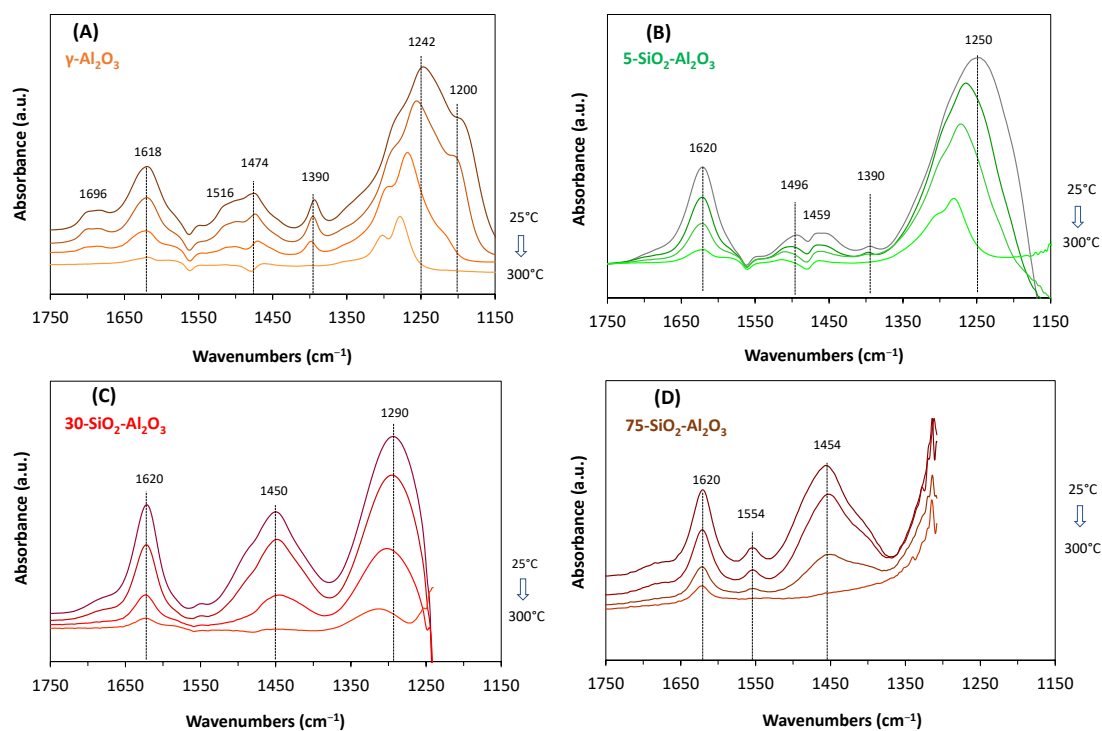 (A)
γ-Al₂O₃
1242
1200
1618
1696
1516
1474
1390
25°C
300°C
Absorbance (a.u.)
1750 1650 1550 1450 1350 1250 1150
Wavenumbers (cm⁻¹)
(B)
5-SiO₂-Al₂O₃
1250
1620
1496
1459
1390
25°C
300°C
Absorbance (a.u.)
1750 1650 1550 1450 1350 1250 1150
Wavenumbers (cm⁻¹)
(C)
30-SiO₂-Al₂O₃
1290
1620
1450
25°C
300°C
Absorbance (a.u.)
1750 1650 1550 1450 1350 1250 1150
Wavenumbers (cm⁻¹)
(D)
75-SiO₂-Al₂O₃
1454
1620
1554
25°C
300°C
Absorbance (a.u.)
1750 1650 1550 1450 1350 1250 1150
Wavenumbers (cm⁻¹)